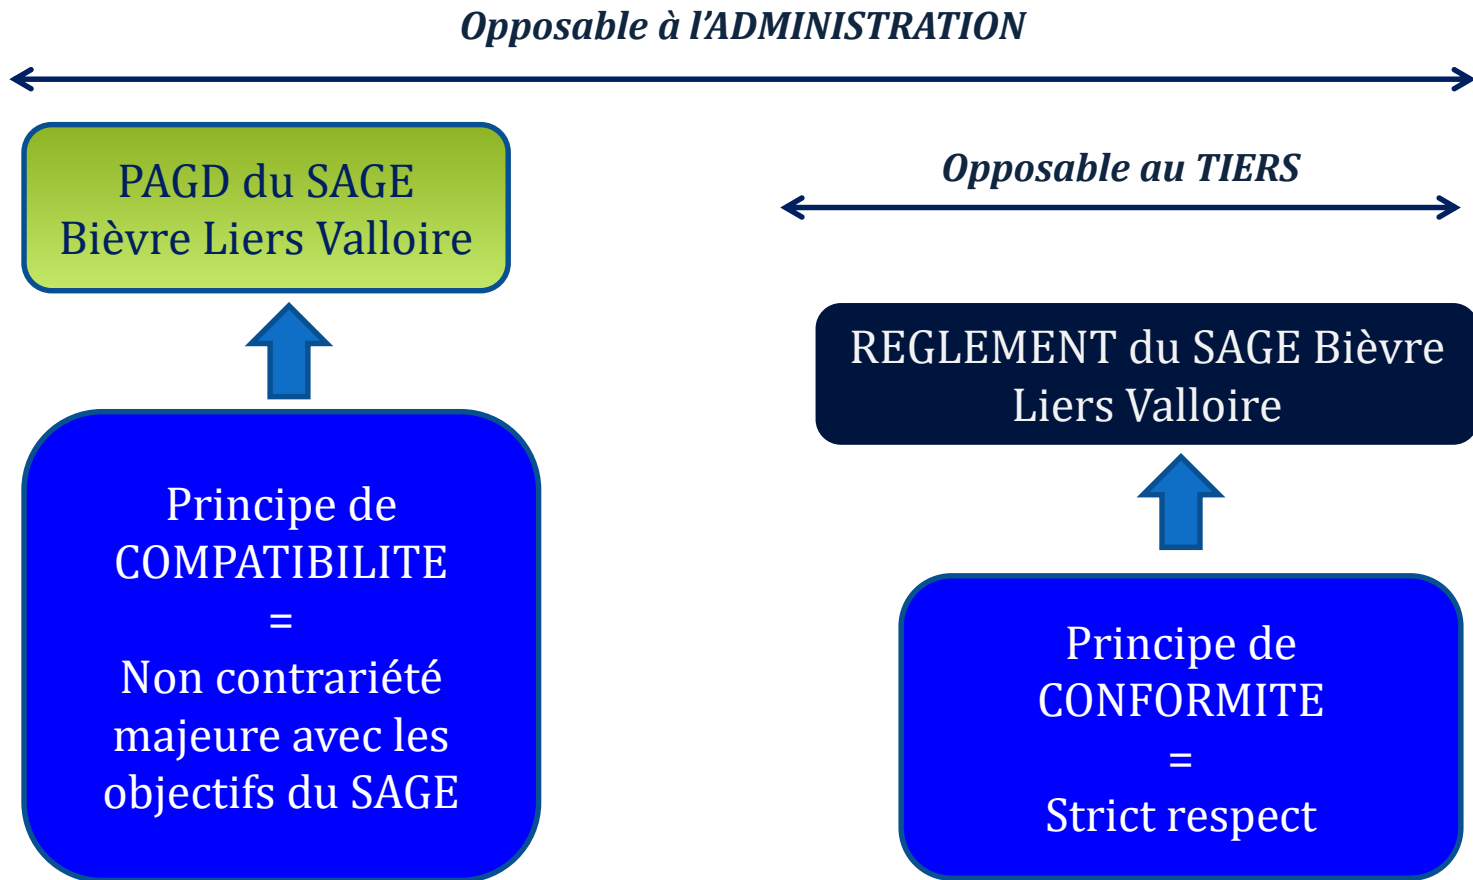 Opposable à l’ADMINISTRATION
PAGD du SAGE
Bièvre Liers Valloire
Opposable au TIERS
REGLEMENT du SAGE Bièvre
Liers Valloire
Principe de
COMPATIBILITE
=
Non contrariété
majeure avec les
objectifs du SAGE
Principe de
CONFORMITE
=
Strict respect